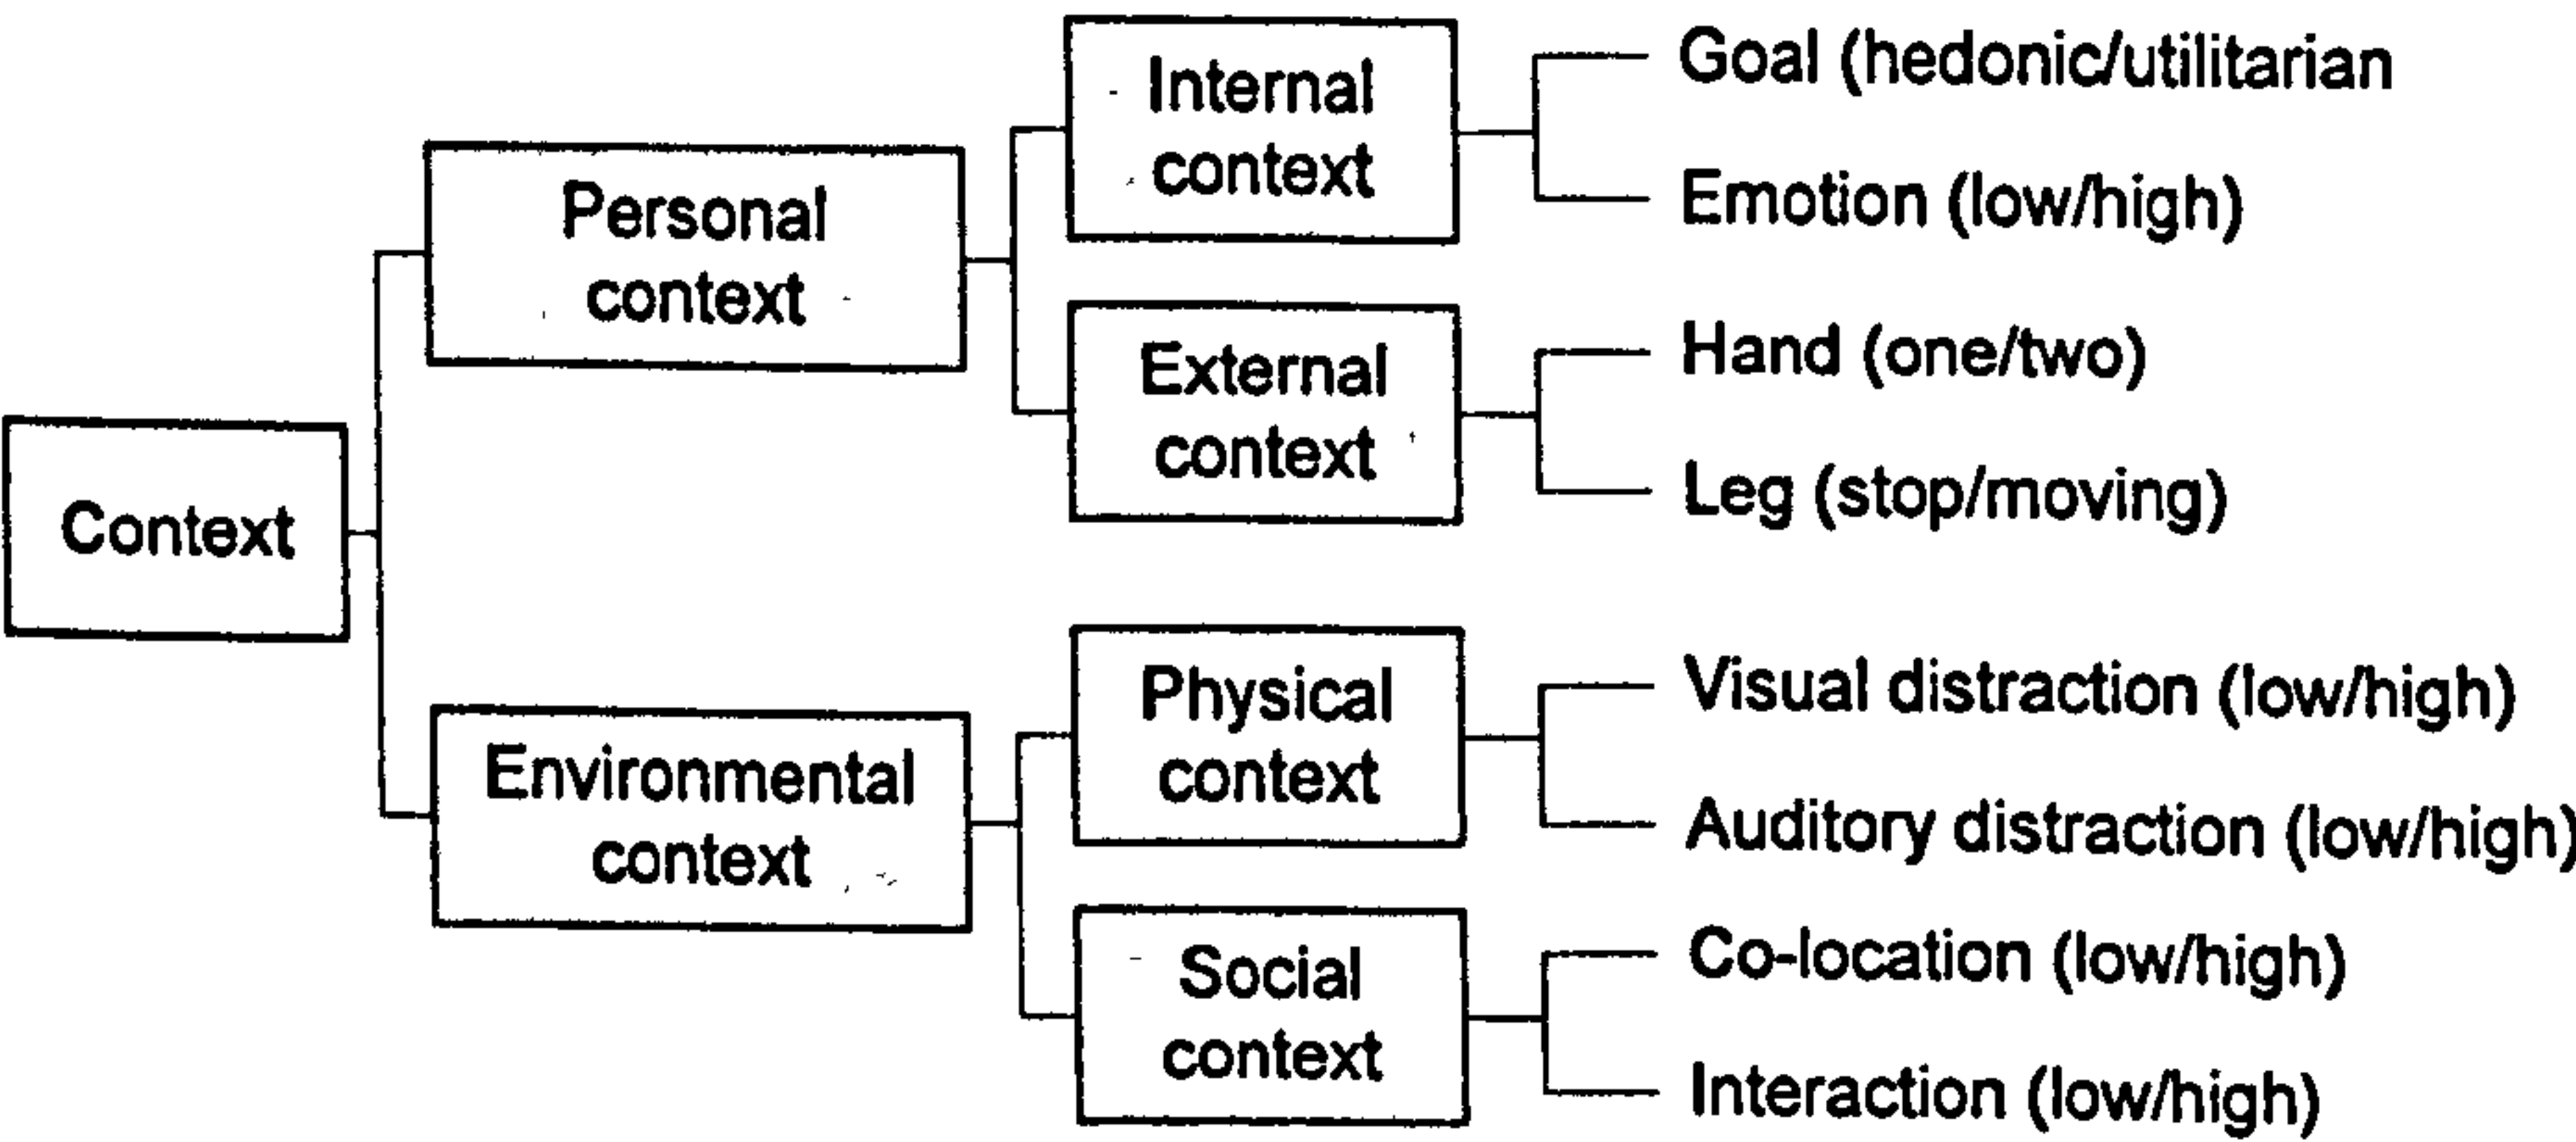 Context
Personal
context
Environmental
context
Internal
context
External
context
Physical
context
Social
context
Goal (hedonic/utilitarian
Emotion (low/high)
Hand (one/two)
Leg (stop/moving)
Visual distraction (low/high)
Auditory distraction (low/high)
Co-location (low/high)
Interaction (low/high)